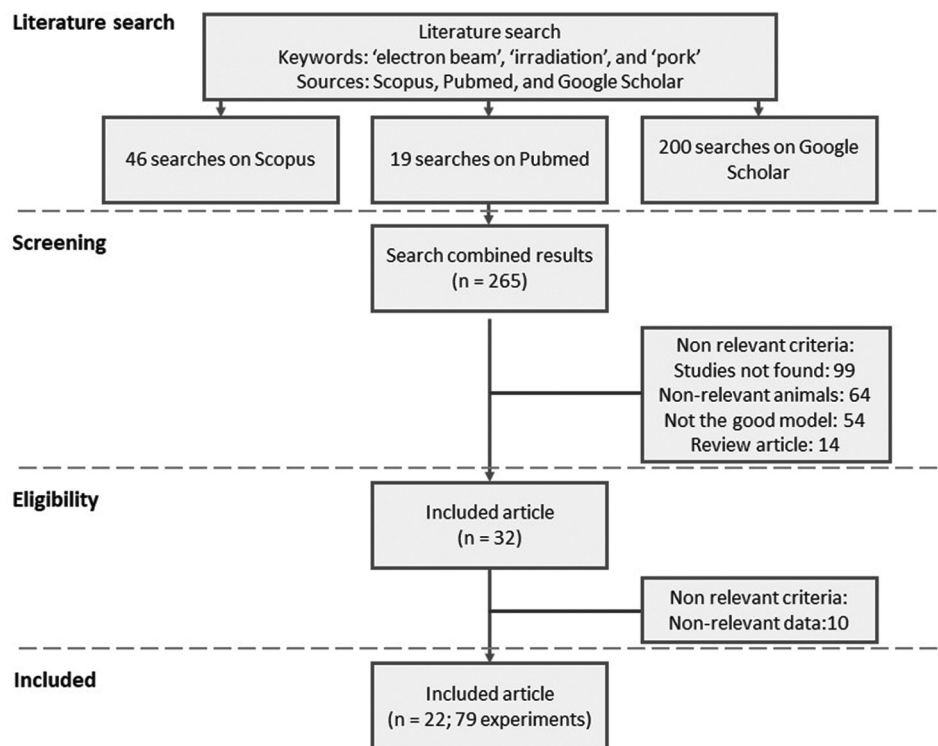 Literature search
Literature search
Keywords: ‘electron beam’, ‘irradiation’, and ‘pork’
Sources: Scopus, Pubmed, and Google Scholar
46 searches on Scopus
19 searches on Pubmed
200 searches on Google
Scholar
Screening
Search combined results
(n = 265)
Non relevant criteria:
Studies not found: 99
Non-relevant animals: 64
Not the good model: 54
Review article: 14
Eligibility
Included article
(n = 32)
Non relevant criteria:
Non-relevant data:10
Included
Included article
(n = 22; 79 experiments)